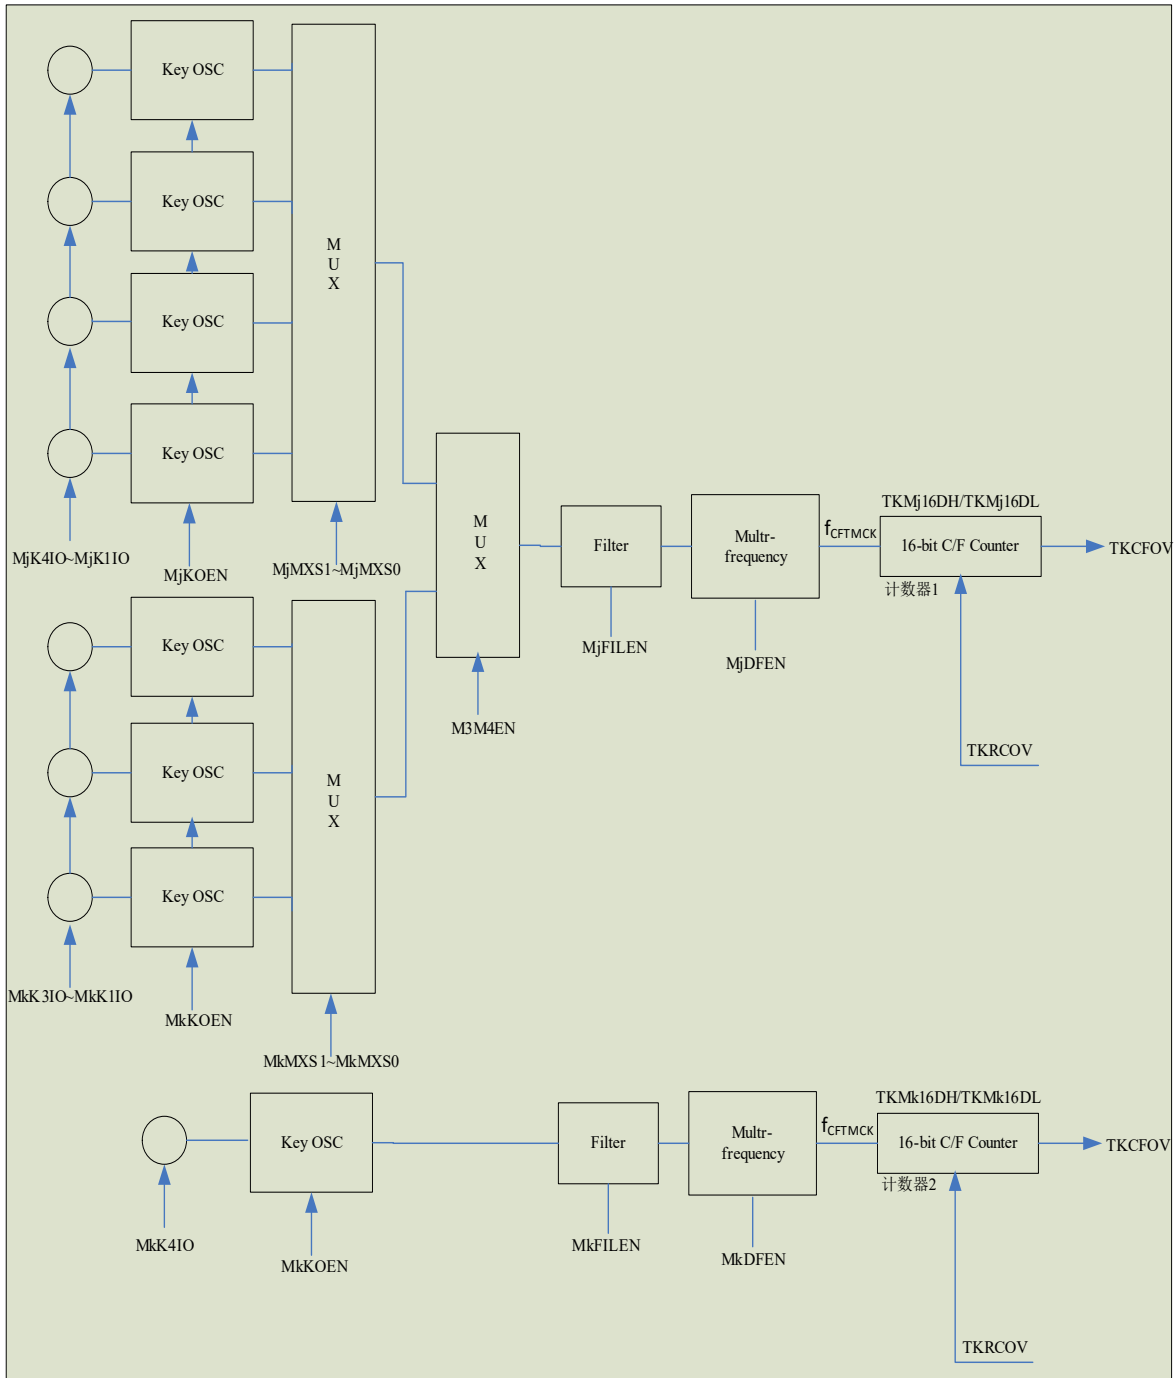 Key OSC
Key OSC
Key OSC
Key OSC
M
U
X
MjK4IO~MjK1IO
MjKOEN
MjMXS1~MjMXS0
Key OSC
Key OSC
Key OSC
M
U
X
MkK3IO~MkK1IO
MkKOEN
MkMXS1~MkMXS0
M
U
X
M3M4EN
Filter
MjFILEN
Multr-
frequency
MjDFEN
fCFTMCK
TKMj16DH/TKMj16DL
16-bit C/F Counter
计数器1
TKCFOV
TKRCOV
MkK4IO
Key OSC
MkKOEN
Filter
MkFILEN
Multr-
frequency
MkDFEN
fCFTMCK
TKMk16DH/TKMk16DL
16-bit C/F Counter
计数器2
TKCFOV
TKRCOV